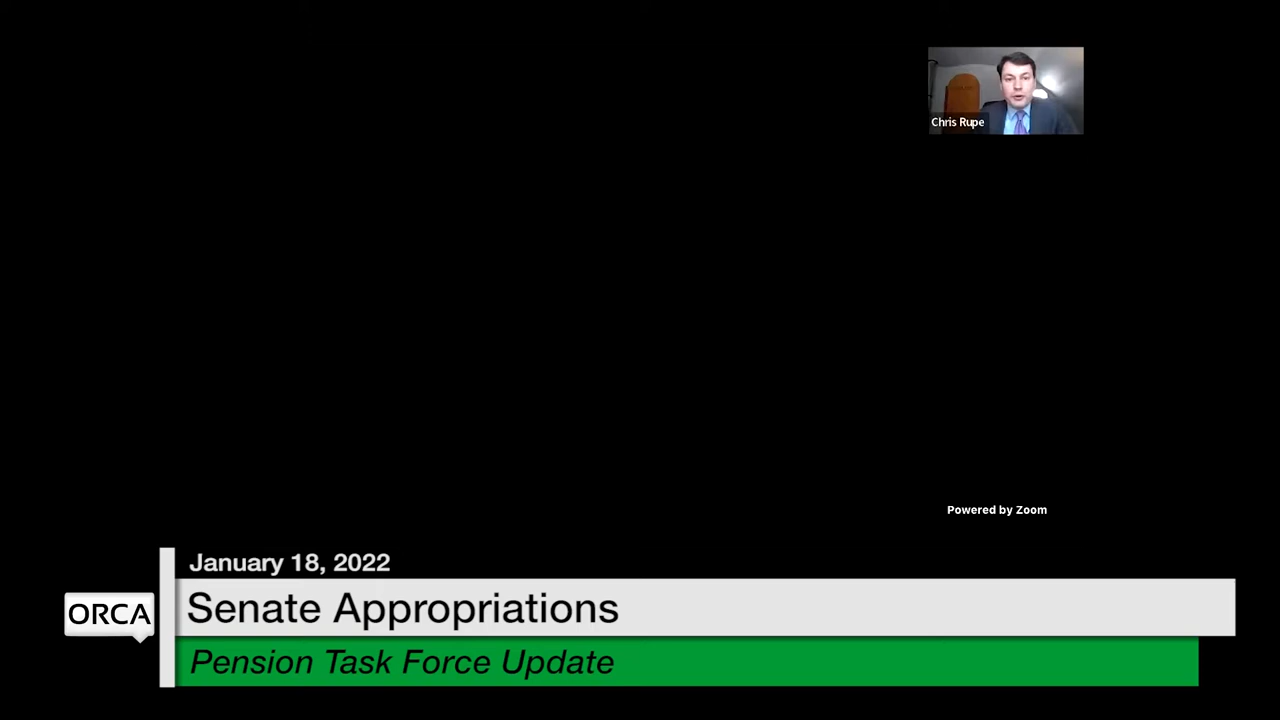 Chris Rupe
Powered by Zoom
January 18, 2022
ORCA
Senate Appropriations
Pension Task Force Update